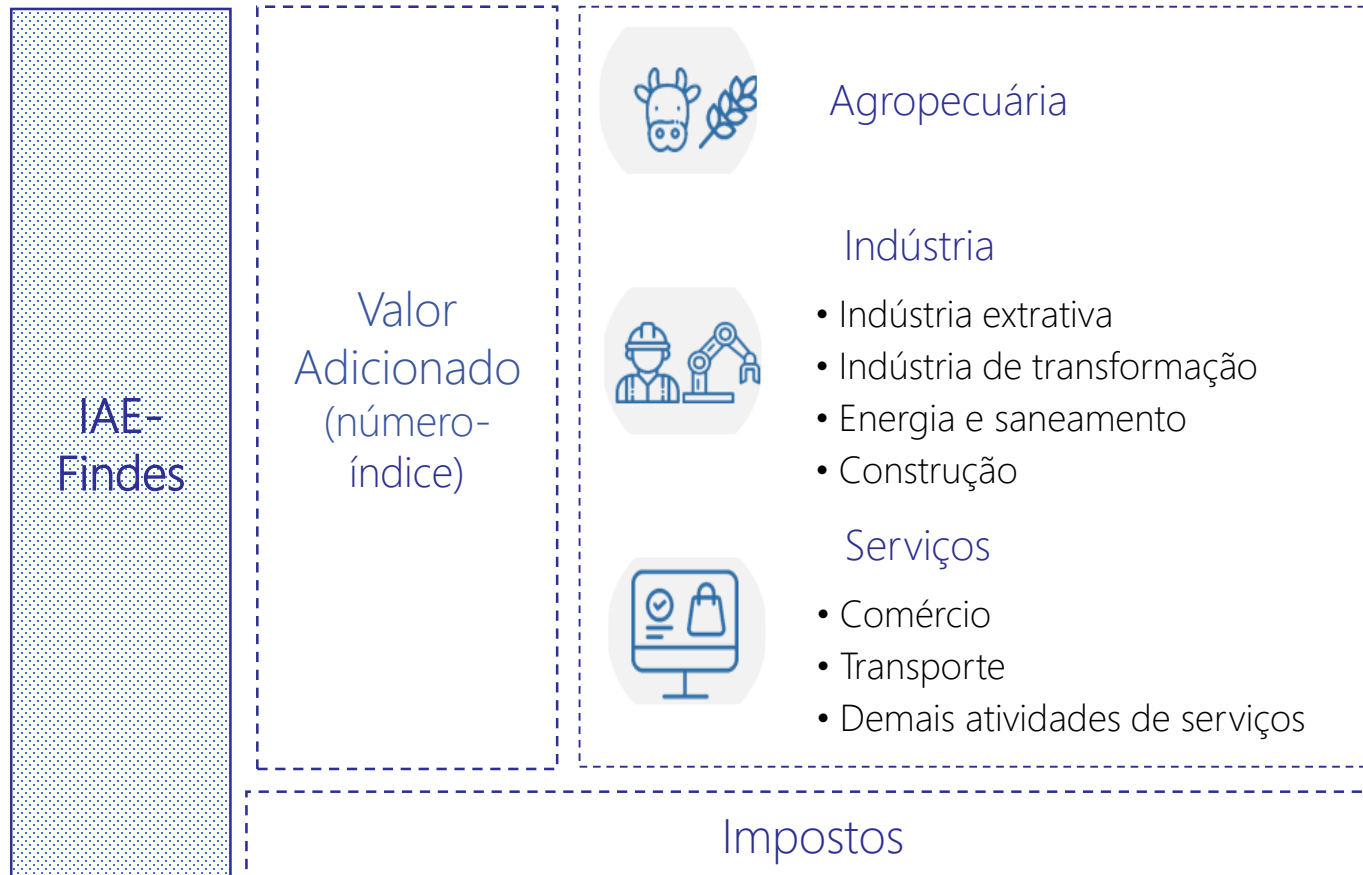 IAE-
Findes
Valor
Adicionado
(número-
índice)
Agropecuária
Indústria
• Indústria extrativa
• Indústria de transformação
• Energia e saneamento
• Construção
Serviços
• Comércio
• Transporte
• Demais atividades de serviços
Impostos